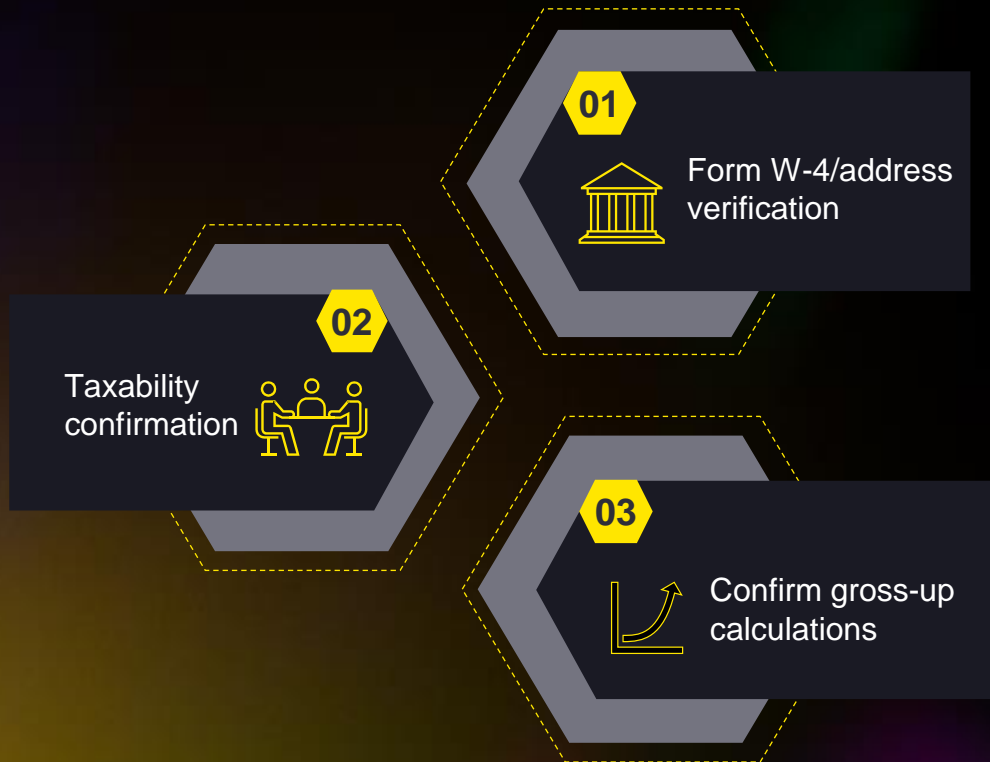 01
Form W-4/address
verification
02
Taxability
confirmation
03
Confirm gross-up
calculations